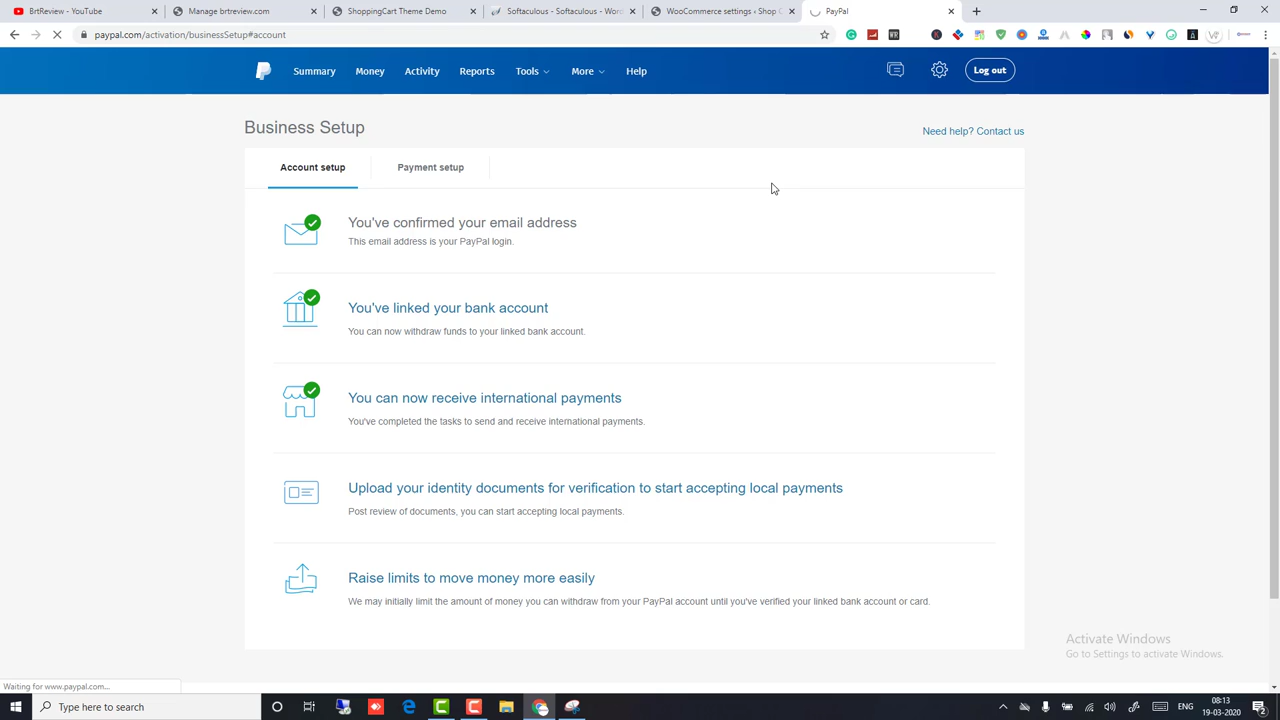 BrtReview - YouTube
Manage brtreview.com
ShoppingCart Theme Demo
Softaculous - Softaculous - Wor
WooCommerce settings ‹ Shop C
PayPal
paypal.com/activation/businessSetup#account
Summary
Money
Activity
Reports
Tools
More
Help
Log out
Business Setup
Need help? Contact us
Account setup
Payment setup
You've confirmed your email address
This email address is your PayPal login.
You've linked your bank account
You can now withdraw funds to your linked bank account.
You can now receive international payments
You've completed the tasks to send and receive international payments.
Upload your identity documents for verification to start accepting local payments
Post review of documents, you can start accepting local payments.
Raise limits to move money more easily
We may initially limit the amount of money you can withdraw from your PayPal account until you've verified your linked bank account or card.
Activate Windows
Go to Settings to activate Windows.
Waiting for www.paypal.com...
Type here to search
ENG
08:13
19-03-2020